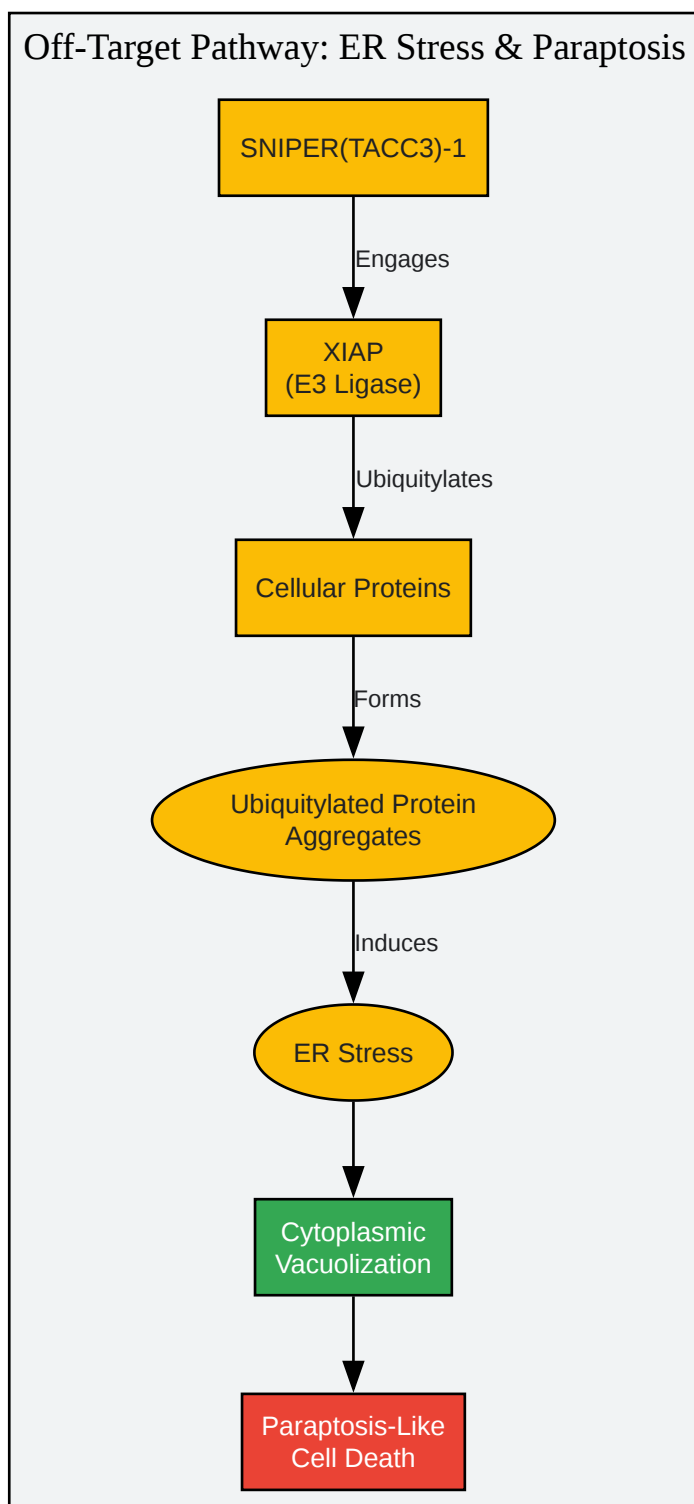 Off-Target Pathway: ER Stress & Paraptosis
SNIPER(TACC3)-1
Engages
XIAP
(E3 Ligase)
Ubiquitylates
Cellular Proteins
Forms
Ubiquitylated Protein
Aggregates
Induces
ER Stress
Cytoplasmic
Vacuolization
Paraptosis-Like
Cell Death